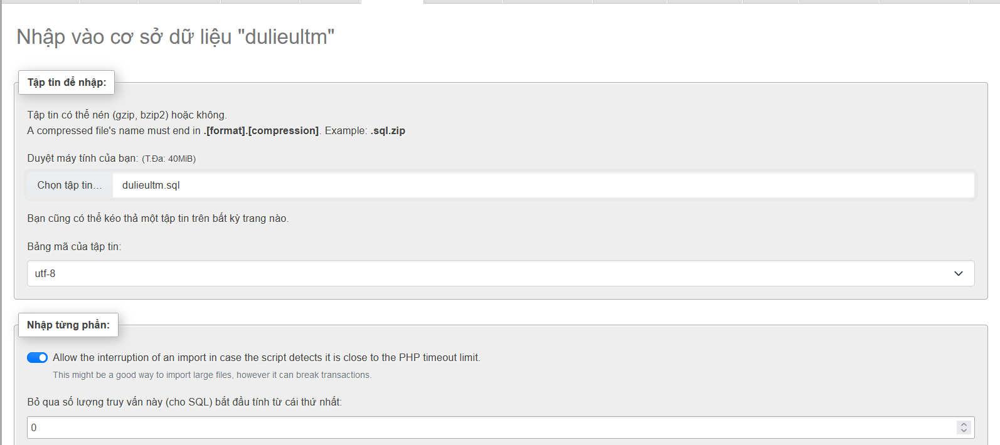 Nhập vào cơ sở dữ liệu "dulieultm"
Tập tin để nhập:
Tập tin có thể nén (gzip, bzip2) hoặc không.
A compressed file's name must end in .[format].[compression]. Example: .sql.zip
Duyệt máy tính của bạn: (T.Đa: 40MiB)
Chọn tập tin... dulieultm.sql
Bạn cũng có thể kéo thả một tập tin trên bất kỳ trang nào.
Bảng mã của tập tin:
utf-8
Nhập từng phần:
Allow the interruption of an import in case the script detects it is close to the PHP timeout limit.
This might be a good way to import large files, however it can break transactions.
Bỏ qua số lượng truy vấn này (cho SQL) bắt đầu tính từ cái thứ nhất:
0